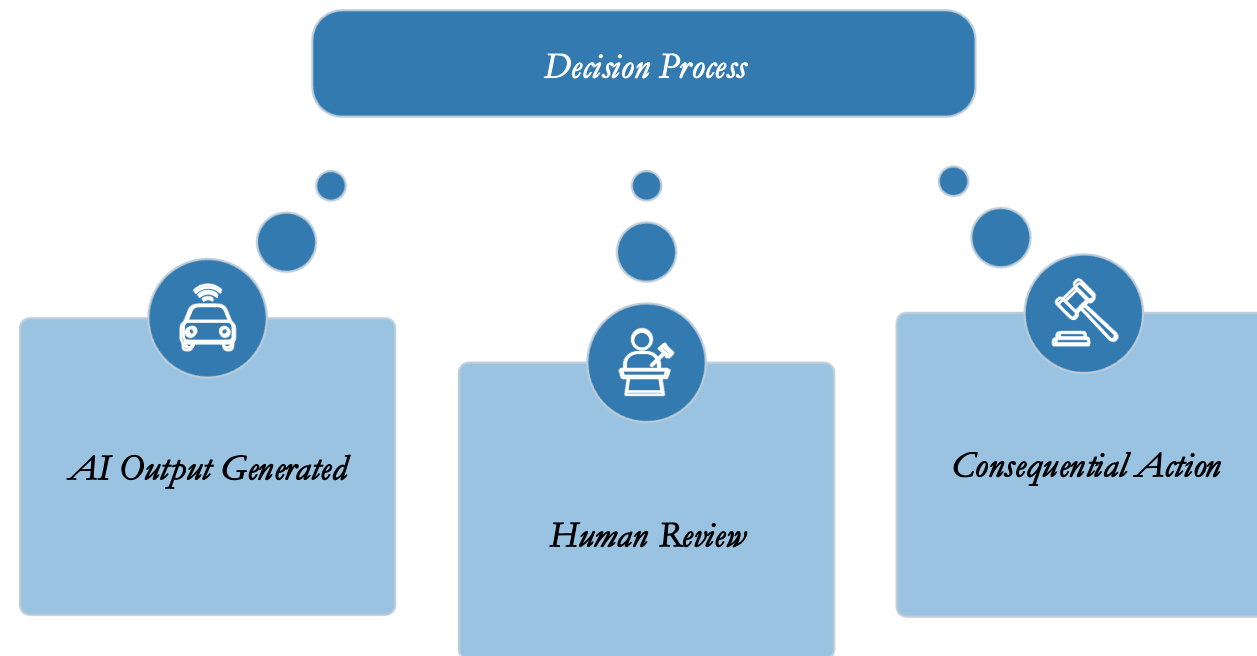 Decision Process
AI Output Generated
Human Review
Consequential Action